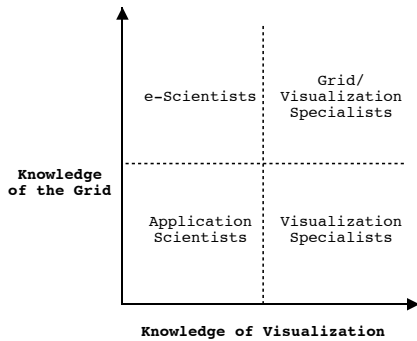 e-Scientists
Grid/
Visualization
Specialists
Knowledge
of the Grid
Application
Scientists
Visualization
Specialists
Knowledge of Visualization